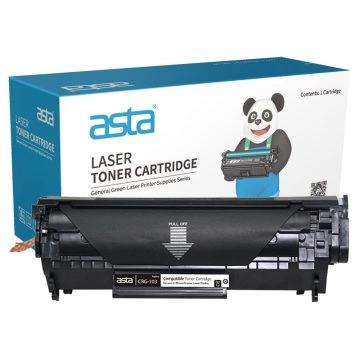 Contents: 1 Cartridge
asta
LASER
TONER CARTRIDGE
General Green Laser Printer Supplies Series
PULL OFF
asta
CRG-103
Compatible Toner Cartridge